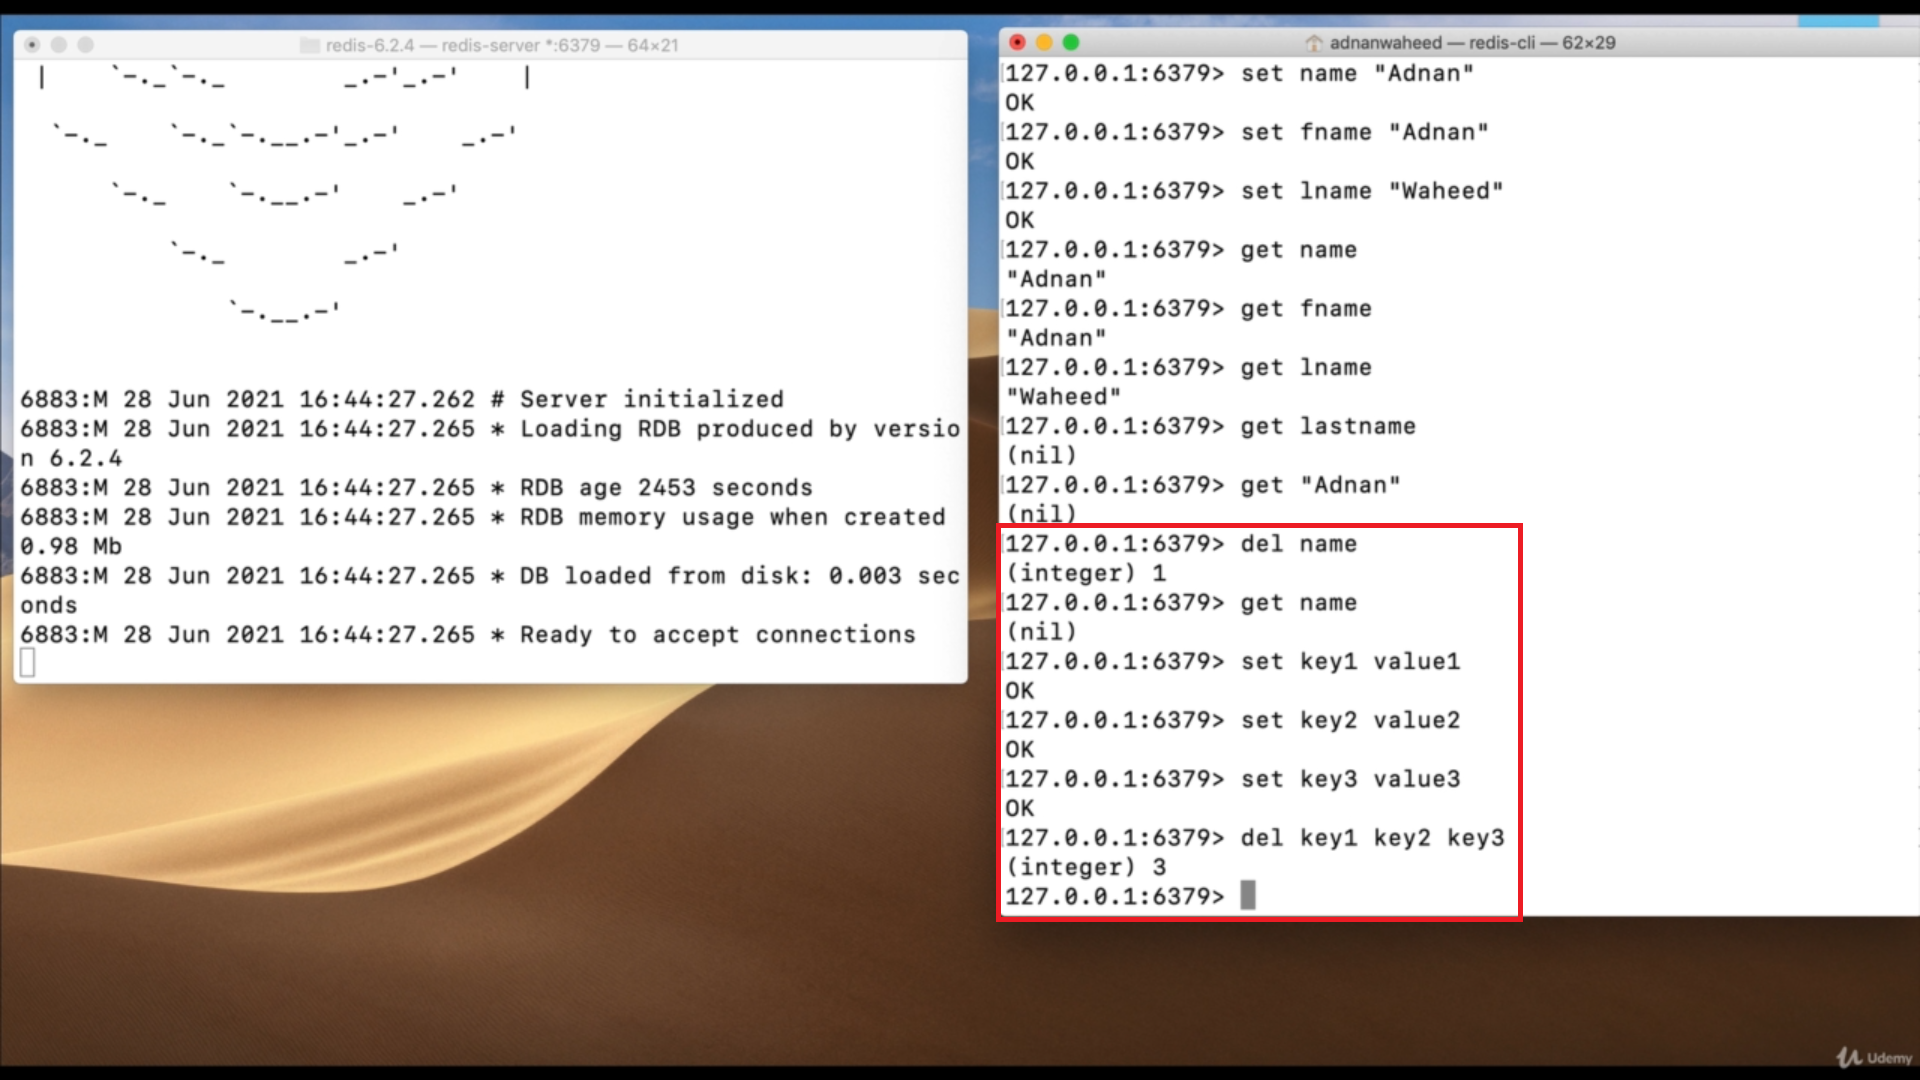 redis-6.2.4 — redis-server *:6379 — 64×21
6883:M 28 Jun 2021 16:44:27.262 # Server initialized
6883:M 28 Jun 2021 16:44:27.265 * Loading RDB produced by versio
n 6.2.4
6883:M 28 Jun 2021 16:44:27.265 * RDB age 2453 seconds
6883:M 28 Jun 2021 16:44:27.265 * RDB memory usage when created
0.98 Mb
6883:M 28 Jun 2021 16:44:27.265 * DB loaded from disk: 0.003 sec
onds
6883:M 28 Jun 2021 16:44:27.265 * Ready to accept connections
adnanwaheed — redis-cli — 62×29
127.0.0.1:6379> set name "Adnan"
OK
127.0.0.1:6379> set fname "Adnan"
OK
127.0.0.1:6379> set lname "Waheed"
OK
127.0.0.1:6379> get name
"Adnan"
127.0.0.1:6379> get fname
"Adnan"
127.0.0.1:6379> get lname
"Waheed"
127.0.0.1:6379> get lastname
(nil)
127.0.0.1:6379> get "Adnan"
(nil)
127.0.0.1:6379> del name
(integer) 1
127.0.0.1:6379> get name
(nil)
127.0.0.1:6379> set key1 value1
OK
127.0.0.1:6379> set key2 value2
OK
127.0.0.1:6379> set key3 value3
OK
127.0.0.1:6379> del key1 key2 key3
(integer) 3
127.0.0.1:6379>
Udemy